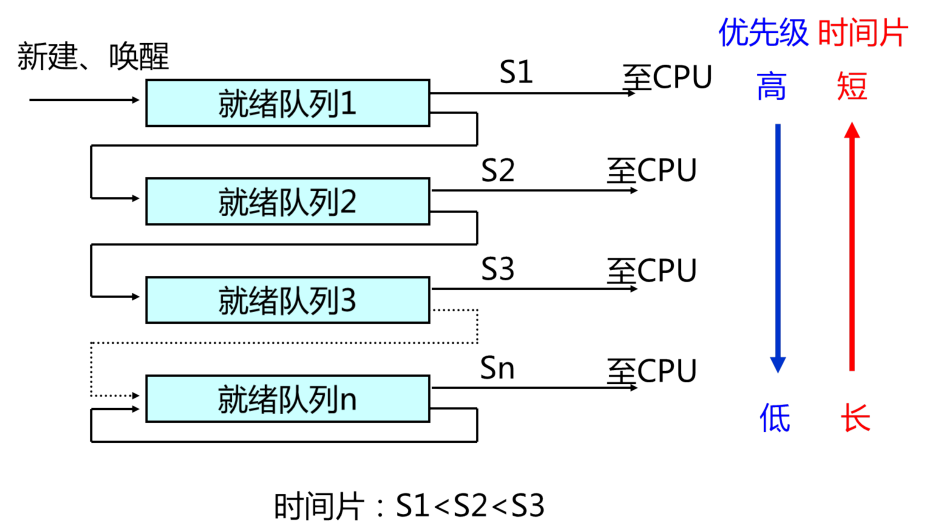 优先级 时间片
新建、唤醒
S1 至CPU 高 短
就绪队列1
S2 至CPU
就绪队列2
S3 至CPU
就绪队列3
Sn 至CPU
就绪队列n
低 长
时间片：S1<S2<S3